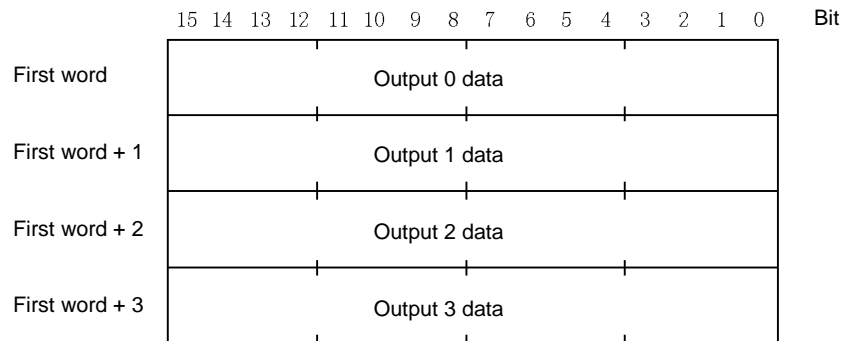 15 14 13 12 11 10 9 8 7 6 5 4 3 2 1 0 Bit
First word Output 0 data
First word + 1 Output 1 data
First word + 2 Output 2 data
First word + 3 Output 3 data